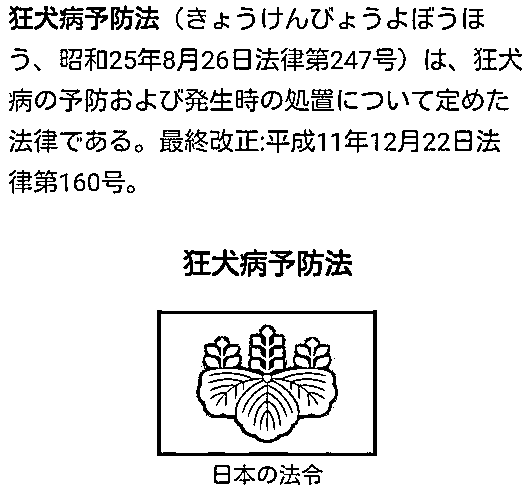 狂犬病予防法（きょうけんびょうよぼうほ
う、昭和25年8月26日法律第247号）は、狂犬
病の予防および発生時の処置について定めた
法律である。最終改正:平成11年12月22日法
律第160号。
狂犬病予防法
日本の法令